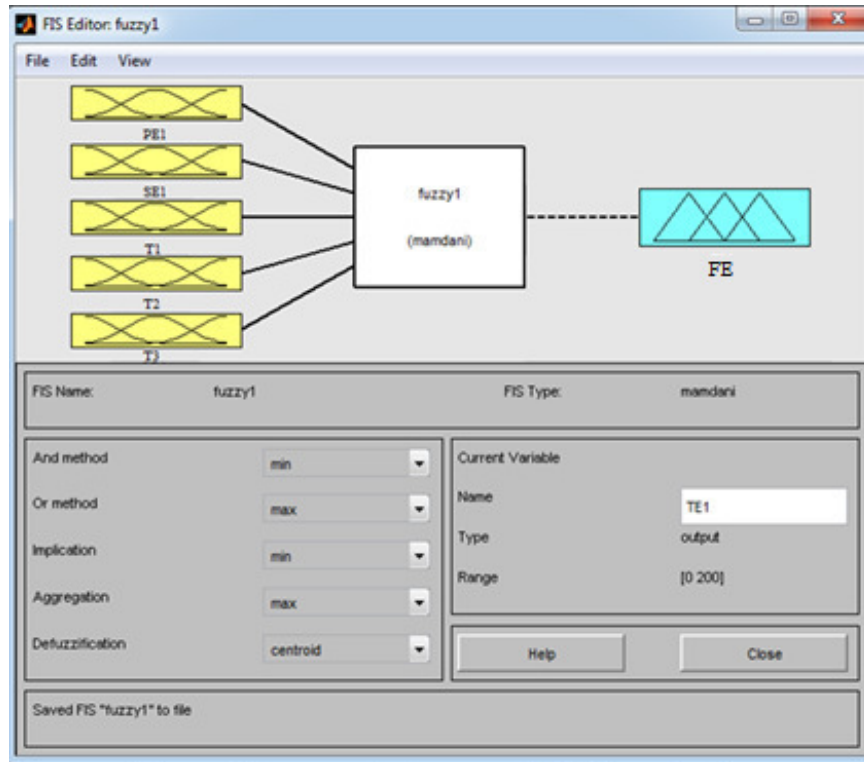 FIS Editor: fuzzy1
File Edit View
PE1
SE1
T1
T2
T3
fuzzy1
(mamdani)
FE
FIS Name: fuzzy1 FIS Type: mamdani
And method min
Or method max
Implication min
Aggregation max
Defuzzification centroid
Current Variable
Name TE1
Type output
Range [0 200]
Help Close
Saved FIS "fuzzy1" to file